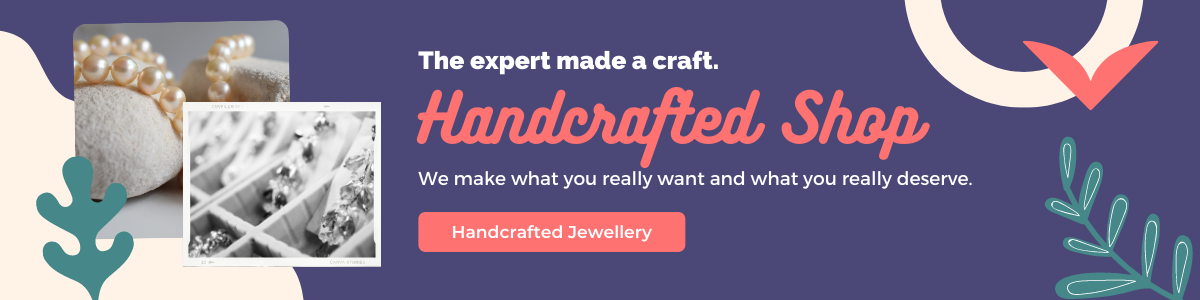 The expert made a craft.
Handcrafted Shop
We make what you really want and what you really deserve.
Handcrafted Jewellery